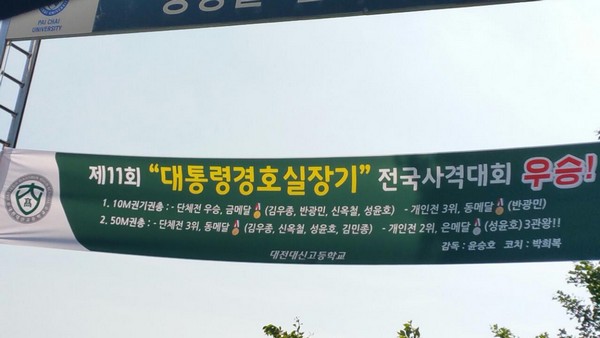 PAI CHAI
UNIVERSITY
제11회 "대통령경호실장기" 전국사격대회 우승!
1. 10M권기권총 : - 단체전 우승, 금메달 (김우종, 반광민, 신옥철, 성윤호) - 개인전 3위, 동메달 (반광민)
2. 50M권총 : - 단체전 3위, 동메달 (김우종, 신옥철, 성윤호, 김민종) - 개인전 2위, 은메달 (성윤호) 3관왕!!
감독 : 윤승호 코치 : 박희복
대전대신고등학교